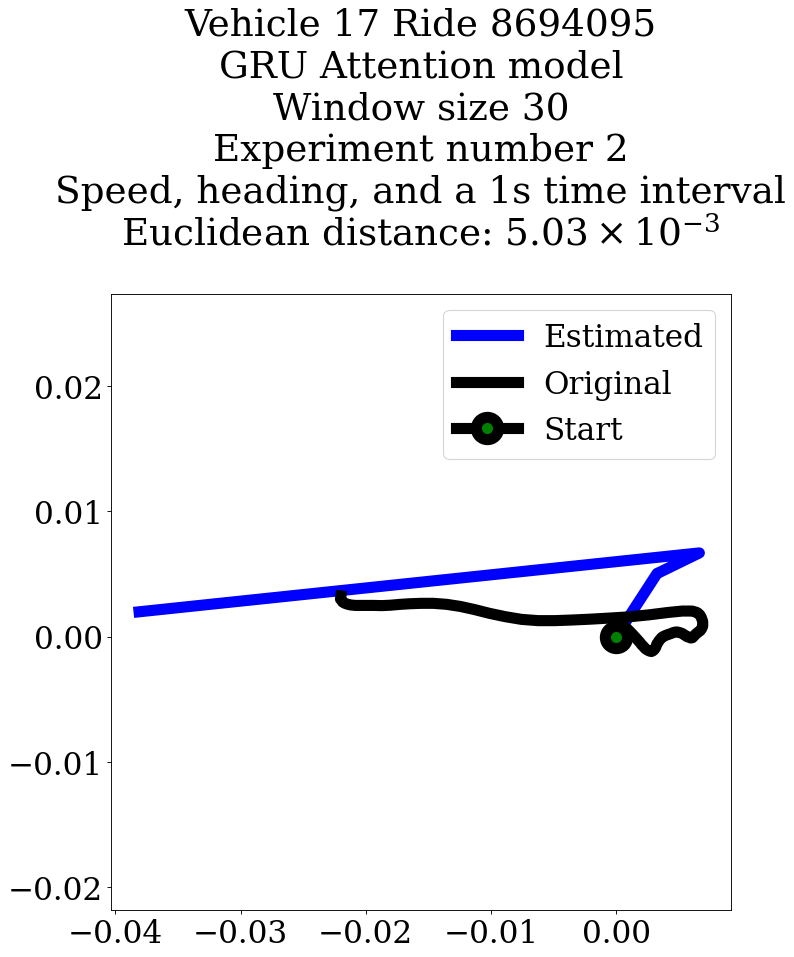 Vehicle 17 Ride 8694095
GRU Attention model
Window size 30
Experiment number 2
Speed, heading, and a 1s time interval
Euclidean distance: 5.03 × 10⁻³
Estimated
Original
Start
0.02
0.01
0.00
−0.01
−0.02
−0.04 −0.03 −0.02 −0.01 0.00